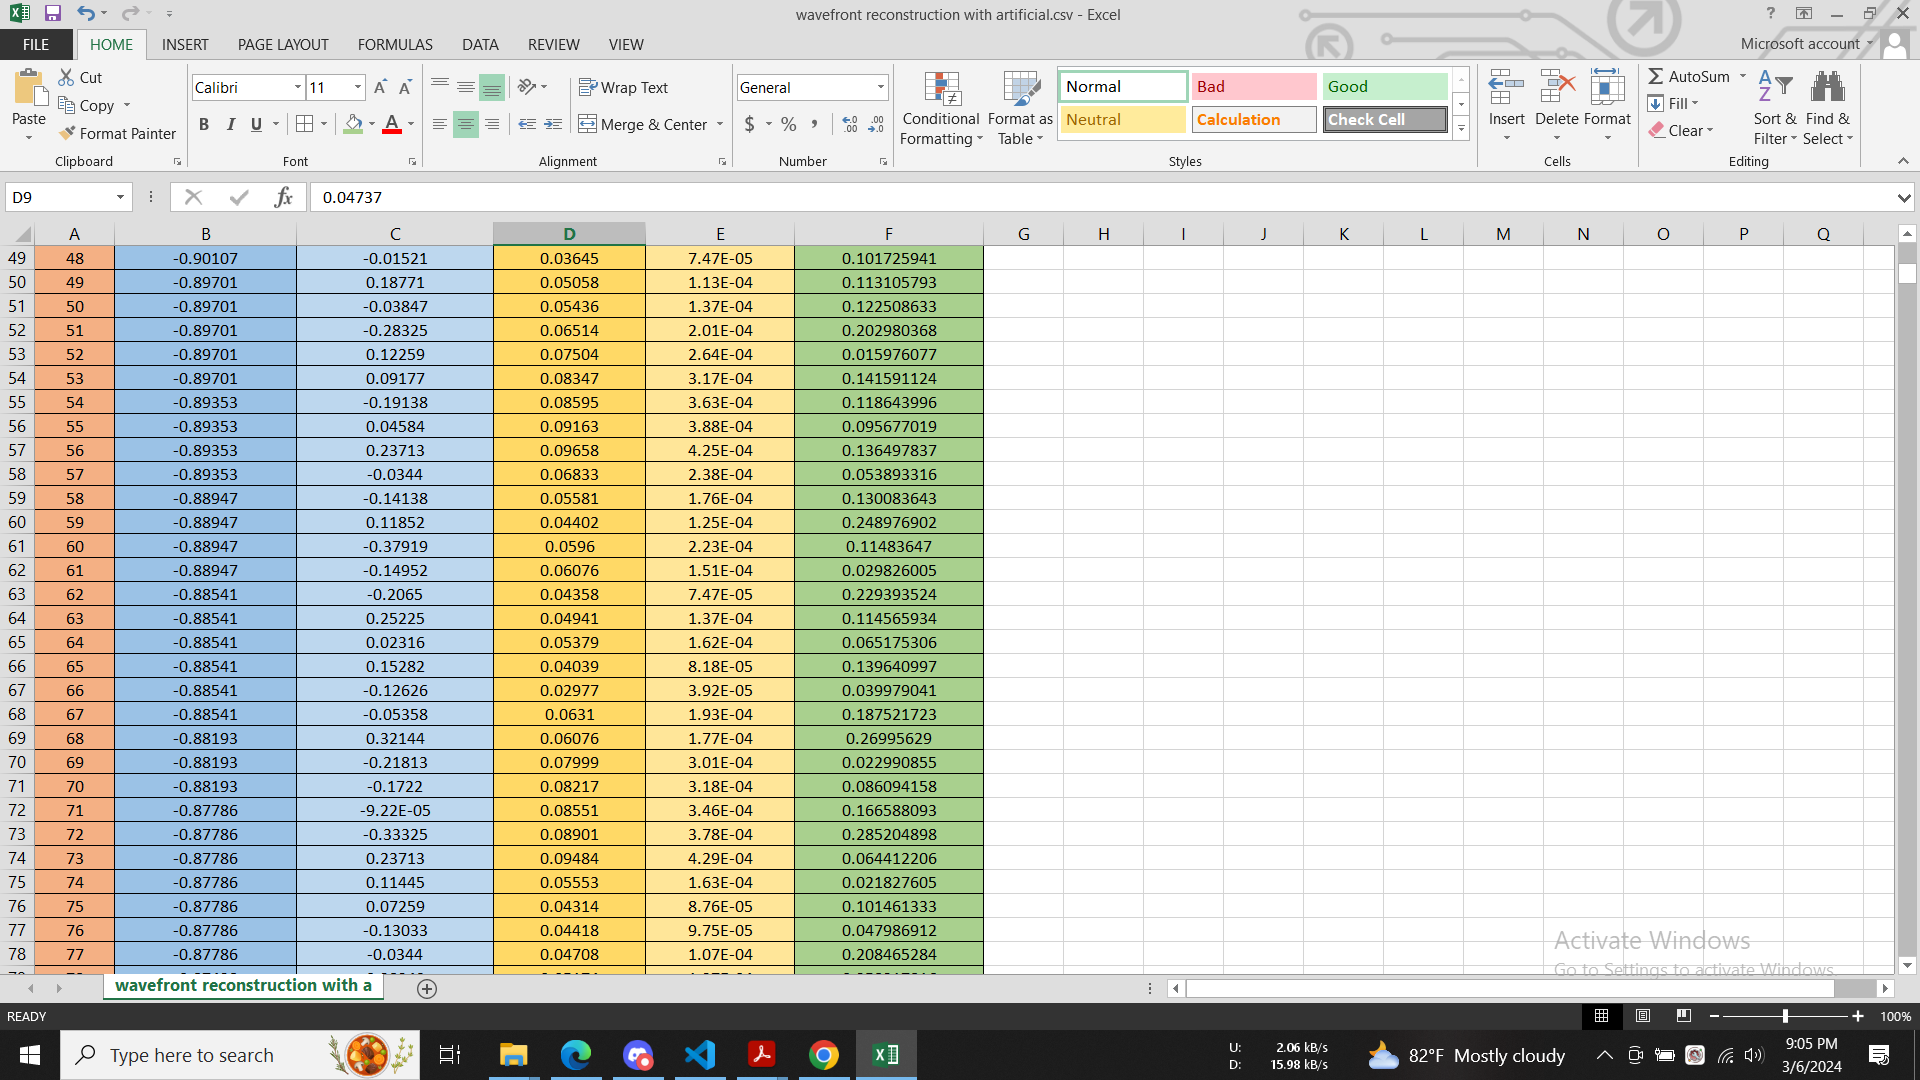 wavefront reconstruction with artificial.csv - Excel
FILE HOME INSERT PAGE LAYOUT FORMULAS DATA REVIEW VIEW Microsoft account
Paste Cut Copy Format Painter Clipboard
Calibri 11 B I U A A A Font
Wrap Text Merge & Center Alignment
General $ % , .00 .0 Number
Conditional Formatting Format as Table
Normal Bad Good
Neutral Calculation Check Cell
Styles
Insert Delete Format Cells
AutoSum Fill Clear Sort & Filter Find & Select Editing
D9 fx 0.04737
A B C D E F G H I J K L M N O P Q
49 48 -0.90107 -0.01521 0.03645 7.47E-05 0.101725941
50 49 -0.89701 0.18771 0.05058 1.13E-04 0.113105793
51 50 -0.89701 -0.03847 0.05436 1.37E-04 0.122508633
52 51 -0.89701 -0.28325 0.06514 2.01E-04 0.202980368
53 52 -0.89701 0.12259 0.07504 2.64E-04 0.015976077
54 53 -0.89701 0.09177 0.08347 3.17E-04 0.141591124
55 54 -0.89353 -0.19138 0.08595 3.63E-04 0.118643996
56 55 -0.89353 0.04584 0.09163 3.88E-04 0.095677019
57 56 -0.89353 0.23713 0.09658 4.25E-04 0.136497837
58 57 -0.89353 -0.0344 0.06833 2.38E-04 0.053893316
59 58 -0.88947 -0.14138 0.05581 1.76E-04 0.130083643
60 59 -0.88947 0.11852 0.04402 1.25E-04 0.248976902
61 60 -0.88947 -0.37919 0.0596 2.23E-04 0.11483647
62 61 -0.88947 -0.14952 0.06076 1.51E-04 0.029826005
63 62 -0.88541 -0.2065 0.04358 7.47E-05 0.229393524
64 63 -0.88541 0.25225 0.04941 1.37E-04 0.114565934
65 64 -0.88541 0.02316 0.05379 1.62E-04 0.065175306
66 65 -0.88541 0.15282 0.04039 8.18E-05 0.139640997
67 66 -0.88541 -0.12626 0.02977 3.92E-05 0.039979041
68 67 -0.88541 -0.05358 0.0631 1.93E-04 0.187521723
69 68 -0.88193 0.32144 0.06076 1.77E-04 0.26995629
70 69 -0.88193 -0.21813 0.07999 3.01E-04 0.022990855
71 70 -0.88193 -0.1722 0.08217 3.18E-04 0.086094158
72 71 -0.87786 -9.22E-05 0.08551 3.46E-04 0.166588093
73 72 -0.87786 -0.33325 0.08901 3.78E-04 0.285204898
74 73 -0.87786 0.23713 0.09484 4.29E-04 0.064412206
75 74 -0.87786 0.11445 0.05553 1.63E-04 0.021827605
76 75 -0.87786 0.07259 0.04314 8.76E-05 0.101461333
77 76 -0.87786 -0.13033 0.04418 9.75E-05 0.047986912
78 77 -0.87786 -0.0344 0.04708 1.07E-04 0.208465284
Activate Windows
Go to Settings to activate Windows.
wavefront reconstruction with a
READY 100%
Type here to search
U: 2.06 kB/s
D: 15.98 kB/s
82°F Mostly cloudy
9:05 PM
3/6/2024